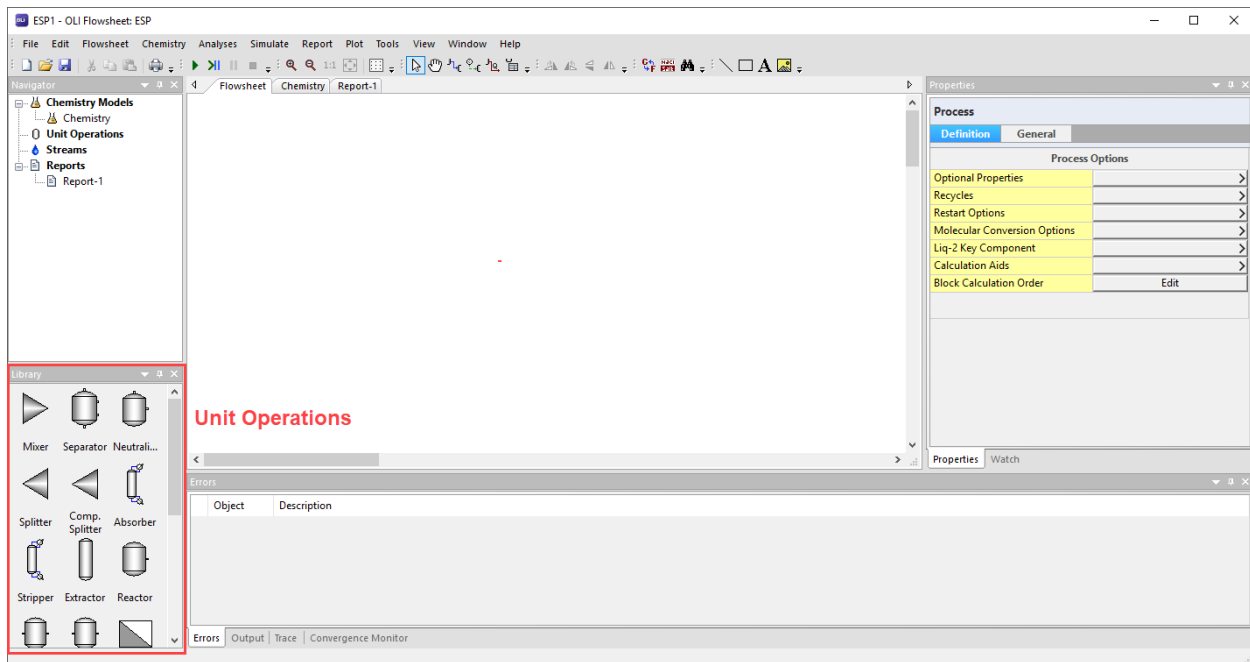 ESP1 - OLI Flowsheet: ESP
File Edit Flowsheet Chemistry Analyses Simulate Report Plot Tools View Window Help
1:1 A
Navigator
Chemistry Models
Chemistry
Unit Operations
Streams
Reports
Report-1
Flowsheet Chemistry Report-1
Unit Operations
Properties
Process
Definition General
Process Options
Optional Properties
Recycles
Restart Options
Molecular Conversion Options
Liq-2 Key Component
Calculation Aids
Block Calculation Order Edit
Properties Watch
Library
Mixer Separator Neutrali...
Splitter Comp. Splitter Absorber
Stripper Extractor Reactor
Errors
Object Description
Errors Output Trace Convergence Monitor